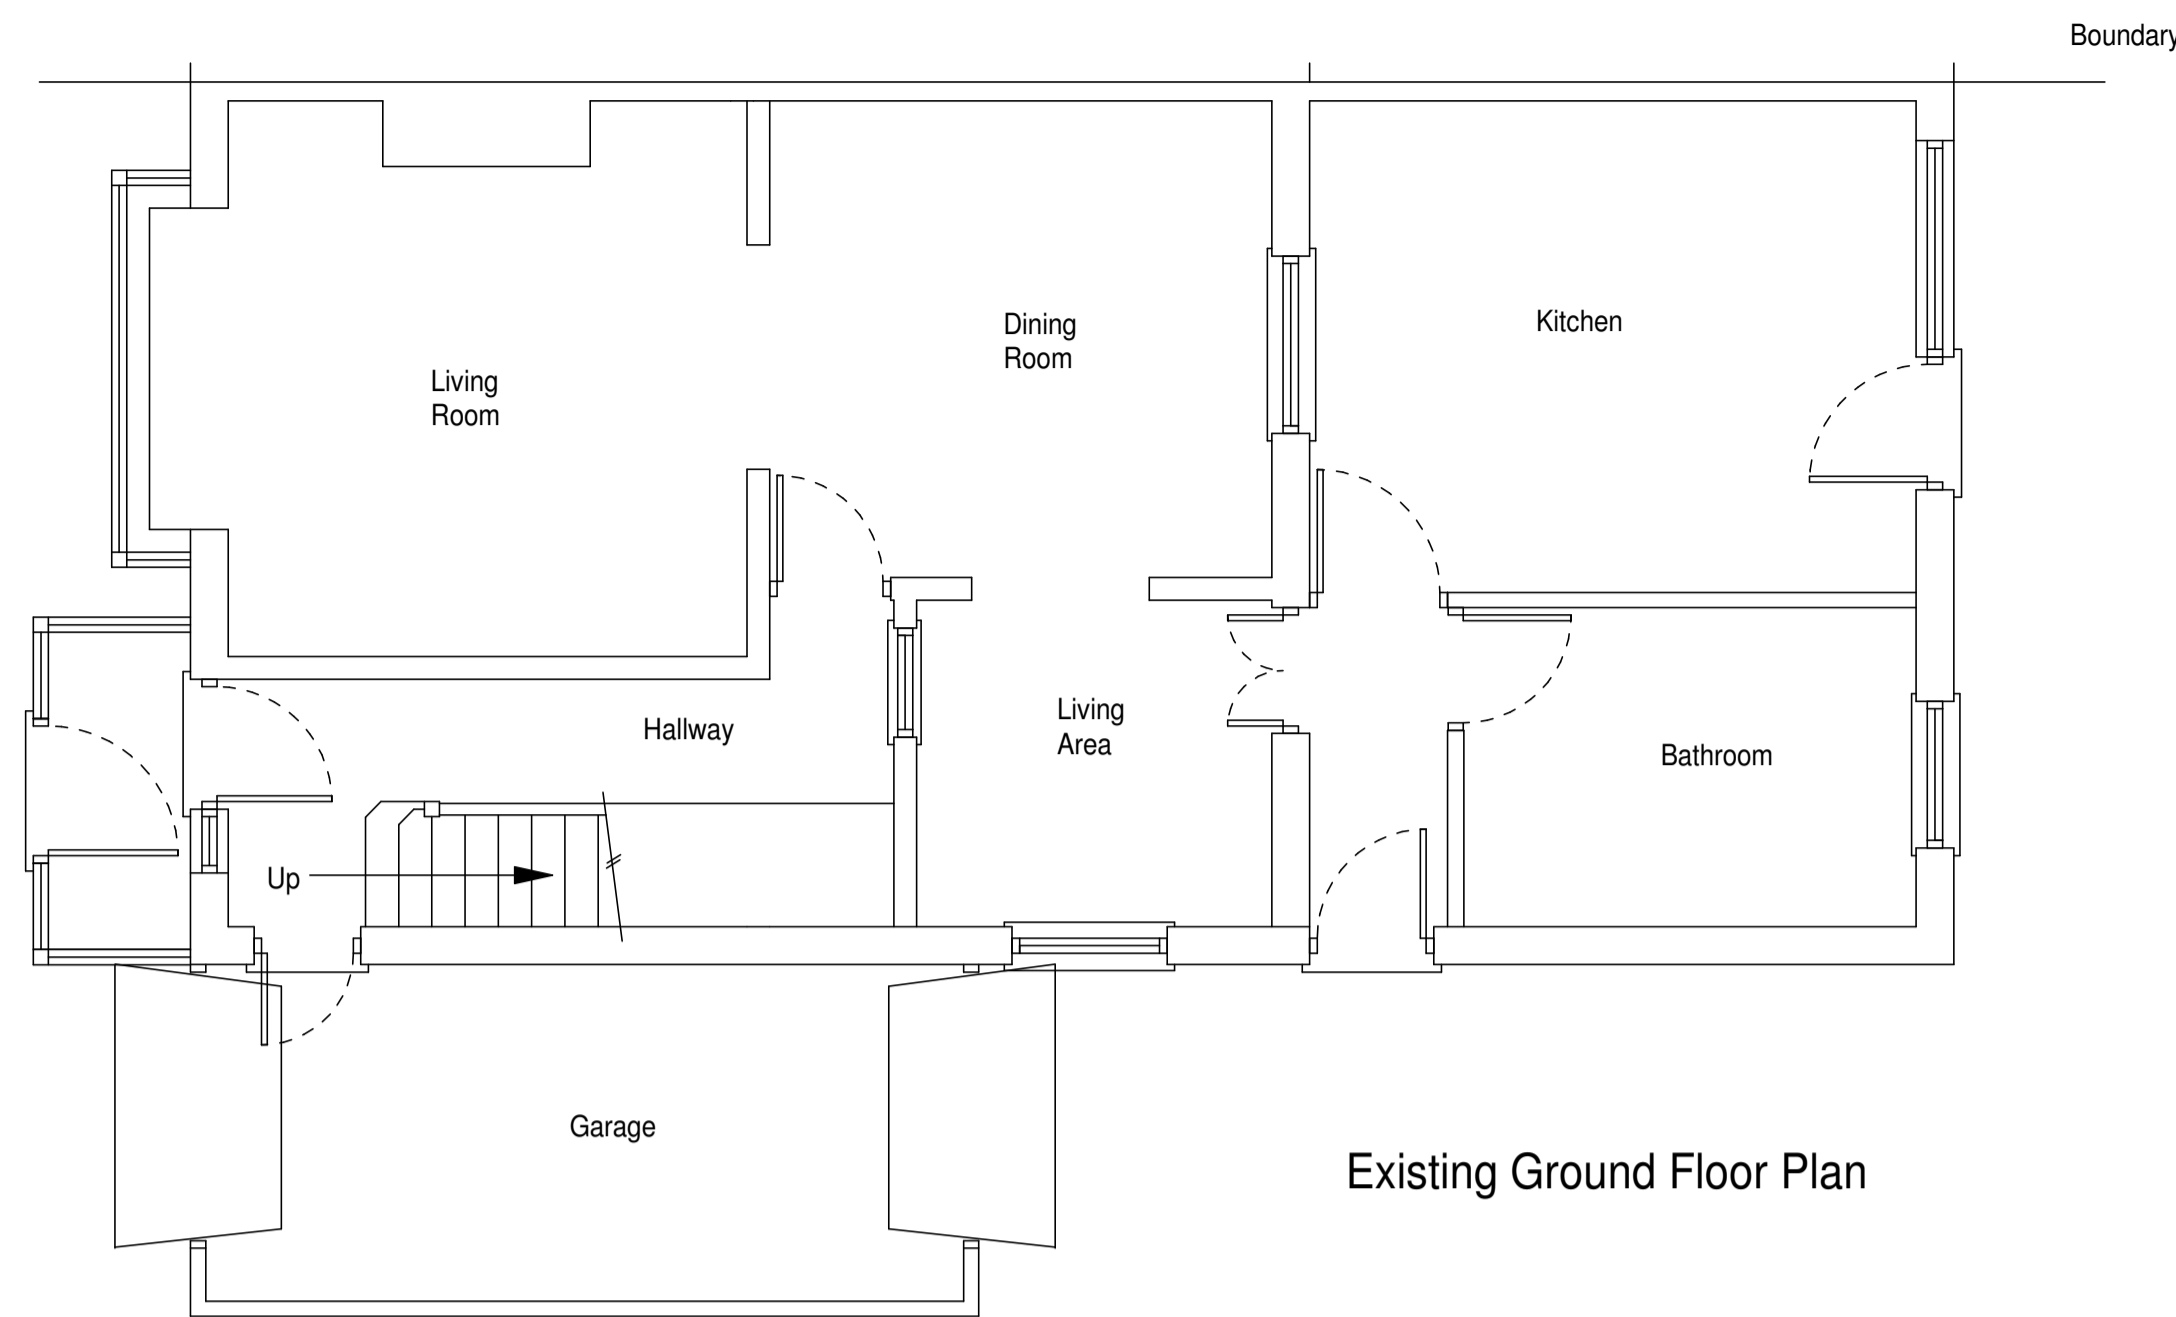 Boundary
Dining
Room
Kitchen
Living
Room
Living
Area
Hallway
Bathroom
Up
Garage
Existing Ground Floor Plan